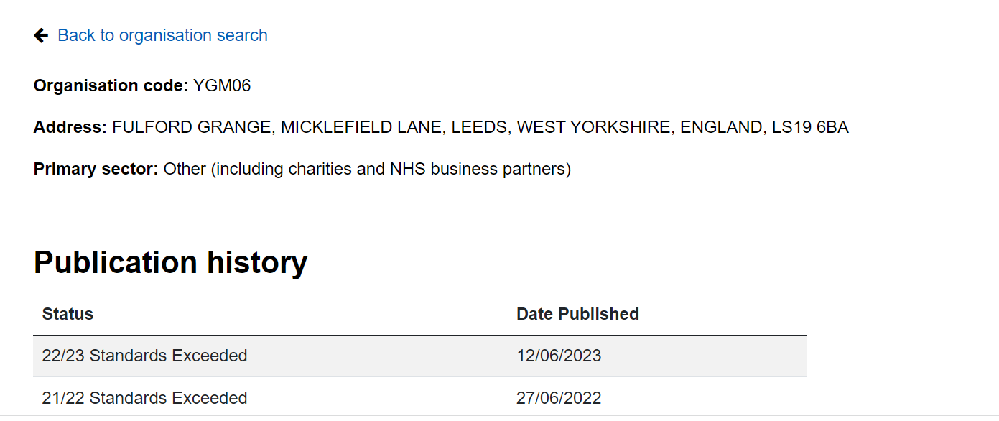 Back to organisation search
Organisation code: YGM06
Address: FULFORD GRANGE, MICKLEFIELD LANE, LEEDS, WEST YORKSHIRE, ENGLAND, LS19 6BA
Primary sector: Other (including charities and NHS business partners)
Publication history
Status Date Published
22/23 Standards Exceeded 12/06/2023
21/22 Standards Exceeded 27/06/2022